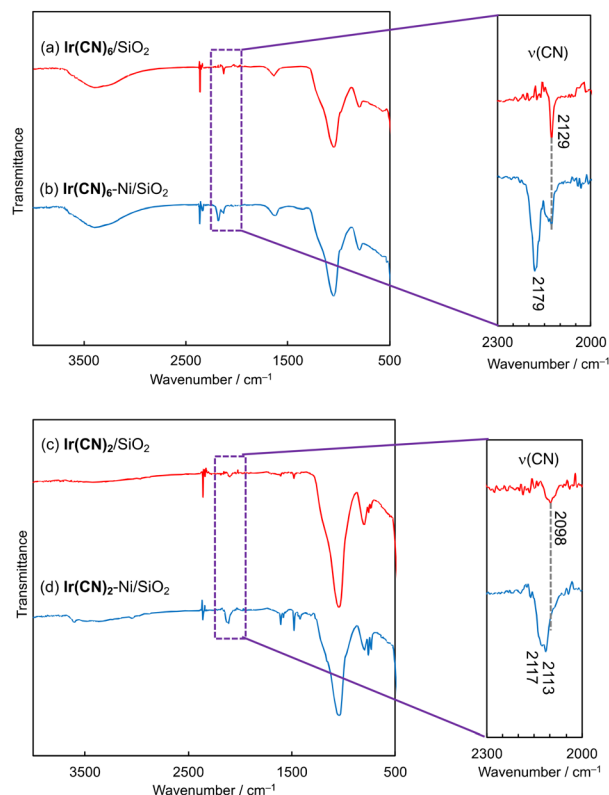 (a) Ir(CN)₆/SiO₂
(b) Ir(CN)₆-Ni/SiO₂
Transmittance
3500 2500 1500 500
Wavenumber / cm⁻¹
ν(CN)
2129
2179
2300 2000
Wavenumber / cm⁻¹
(c) Ir(CN)₂/SiO₂
(d) Ir(CN)₂-Ni/SiO₂
Transmittance
3500 2500 1500 500
Wavenumber / cm⁻¹
ν(CN)
2098
2113
2117
2300 2000
Wavenumber / cm⁻¹